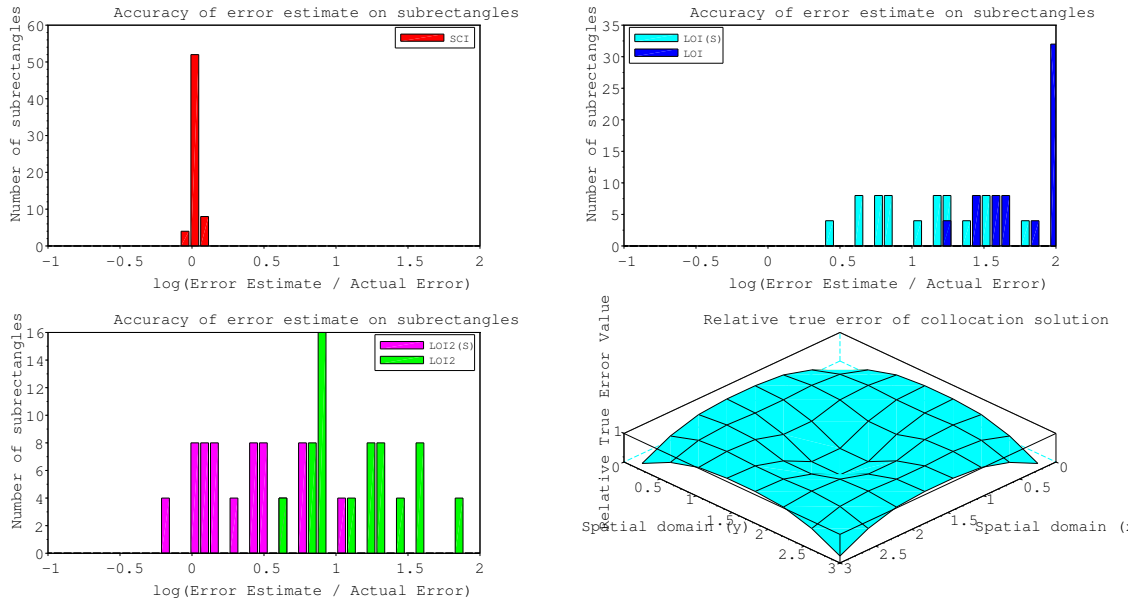 Accuracy of error estimate on subrectangles
Number of subrectangles
60
50
40
30
20
10
0
SCI
-1 -0.5 0 0.5 1 1.5 2
log(Error Estimate / Actual Error)
Accuracy of error estimate on subrectangles
Number of subrectangles
35
30
25
20
15
10
5
0
LOI(S)
LOI
-1 -0.5 0 0.5 1 1.5 2
log(Error Estimate / Actual Error)
Accuracy of error estimate on subrectangles
Number of subrectangles
16
14
12
10
8
6
4
2
0
LOI2(S)
LOI2
-1 -0.5 0 0.5 1 1.5 2
log(Error Estimate / Actual Error)
Relative true error of collocation solution
Relative True Error Value
1
0
0.5
1
1.5
2
2.5
3
Spatial domain (y)
3
2.5
2
1.5
1
0.5
0
Spatial domain (